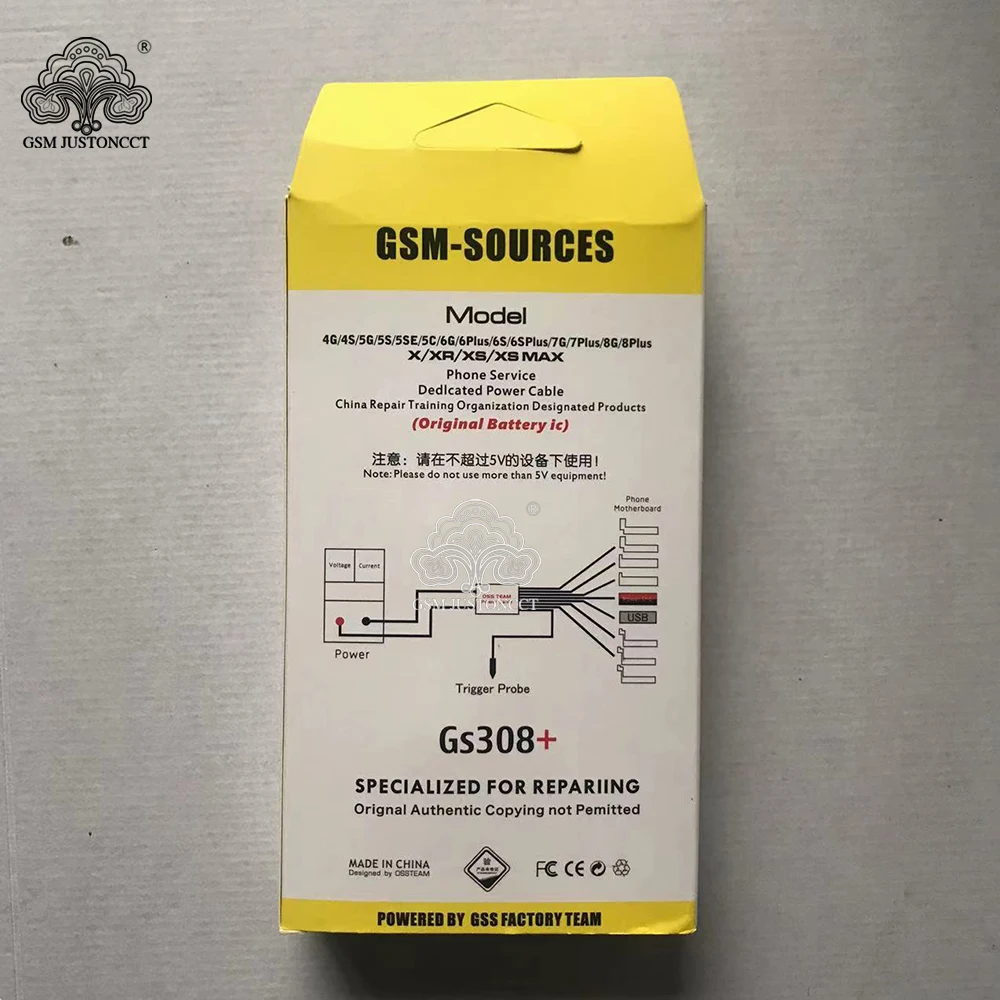 ®
GSM JUSTONCCT
GSM-SOURCES
Model
4G/4S/5G/5S/5SE/5C/6G/6Plus/6S/6SPlus/7G/7Plus/8G/8Plus
X/XR/XS/XS MAX
Phone Service
Dedlcated Power Cable
China Repair Training Organization Designated Products
(Original Battery ic)
注意：请在不超过5V的设备下使用！
Note: Please do not use more than 5V equipment!
Phone
Motherboard
®
Voltage Current
OSS TEAM
GSM JUSTONCCT
USB
Power
Trigger Probe
Gs308+
SPECIALIZED FOR REPARIING
Orignal Authentic Copying not Pemitted
MADE IN CHINA
Designed by OSSTEAM
FC CE
POWERED BY GSS FACTORY TEAM